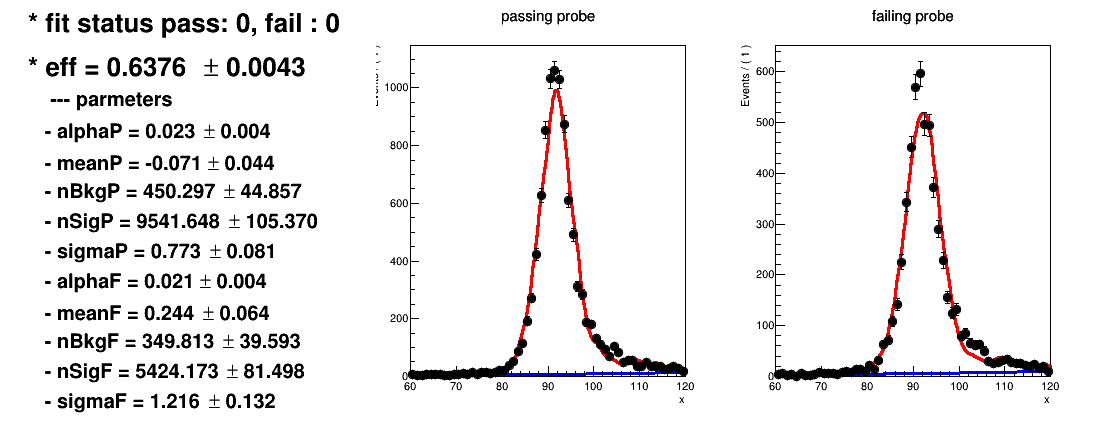 * fit status pass: 0, fail : 0
* eff = 0.6376 ± 0.0043
--- parmeters
- alphaP = 0.023 ± 0.004
- meanP = -0.071 ± 0.044
- nBkgP = 450.297 ± 44.857
- nSigP = 9541.648 ± 105.370
- sigmaP = 0.773 ± 0.081
- alphaF = 0.021 ± 0.004
- meanF = 0.244 ± 0.064
- nBkgF = 349.813 ± 39.593
- nSigF = 5424.173 ± 81.498
- sigmaF = 1.216 ± 0.132
passing probe
1000
800
600
400
200
0
60 70 80 90 100 110 120
x
failing probe
Events / ( 1 )
600
500
400
300
200
100
0
60 70 80 90 100 110 120
x